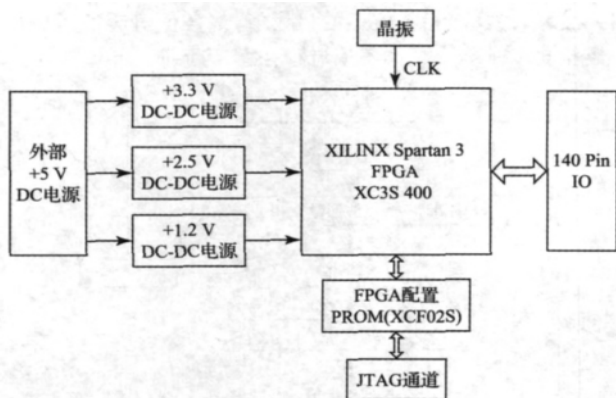 晶振
CLK
+3.3 V
DC-DC电源
外部
+5 V
DC电源
+2.5 V
DC-DC电源
+1.2 V
DC-DC电源
XILINX Spartan 3
FPGA
XC3S 400
140 Pin
IO
FPGA配置
PROM(XCF02S)
JTAG通道